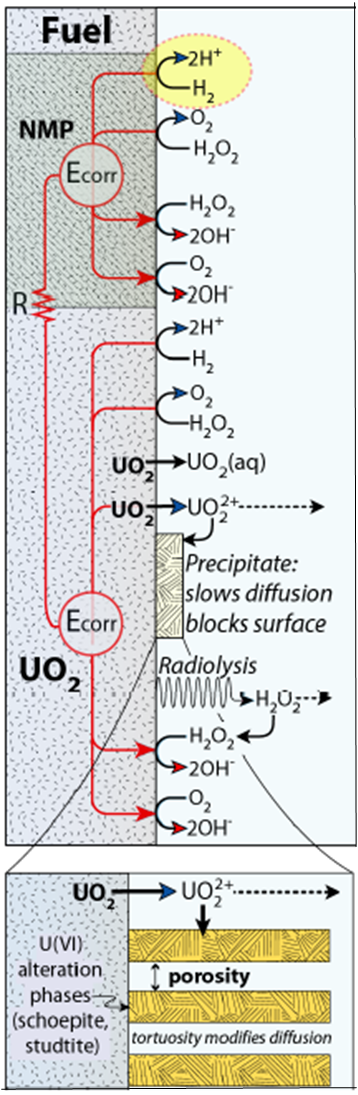 Fuel
2H⁺
H₂
NMP
O₂
H₂O₂
Ecorr
H₂O₂
2OH⁻
O₂
2OH⁻
R
2H⁺
H₂
O₂
H₂O₂
UO₂ UO₂(aq)
UO₂ UO₂²⁺
Precipitate:
slows diffusion
blocks surface
Ecorr
UO₂
Radiolysis
H₂O₂
H₂O₂
2OH⁻
O₂
2OH⁻
UO₂ UO₂²⁺
U(VI)
alteration
phases
(schoepite,
studtite)
porosity
tortuosity modifies diffusion